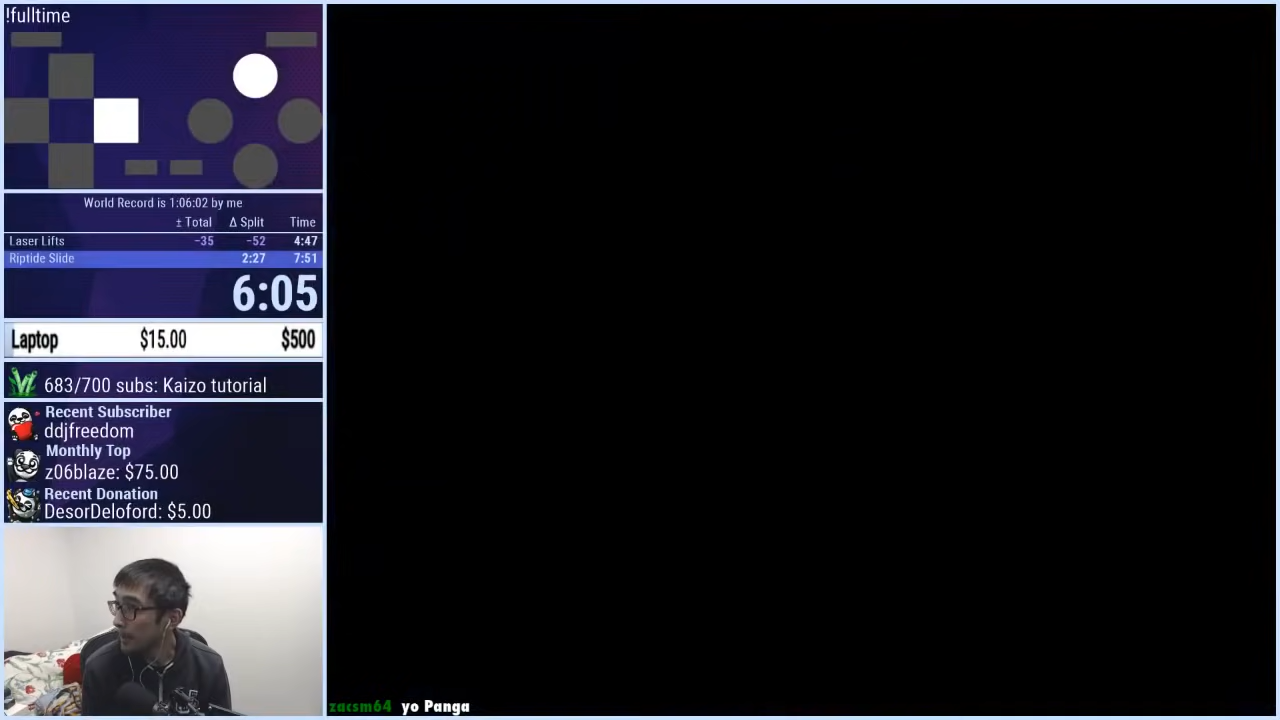 !fulltime
World Record is 1:06:02 by me
± Total Δ Split Time
Laser Lifts −35 −52 4:47
Riptide Slide 2:27 7:51
6:05
Laptop $15.00 $500
683/700 subs: Kaizo tutorial
Recent Subscriber
ddjfreedom
Monthly Top
z06blaze: $75.00
Recent Donation
DesorDeloford: $5.00
zacsm64 yo Panga